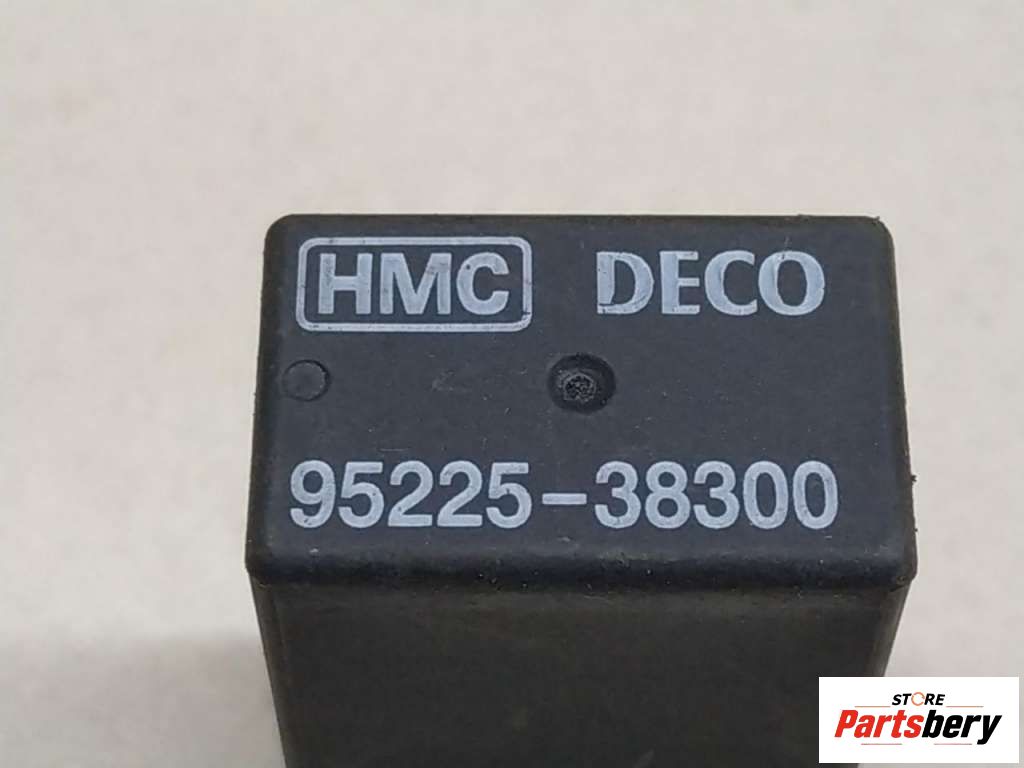 HMC DECO
95225-38300
STORE
Partsbery